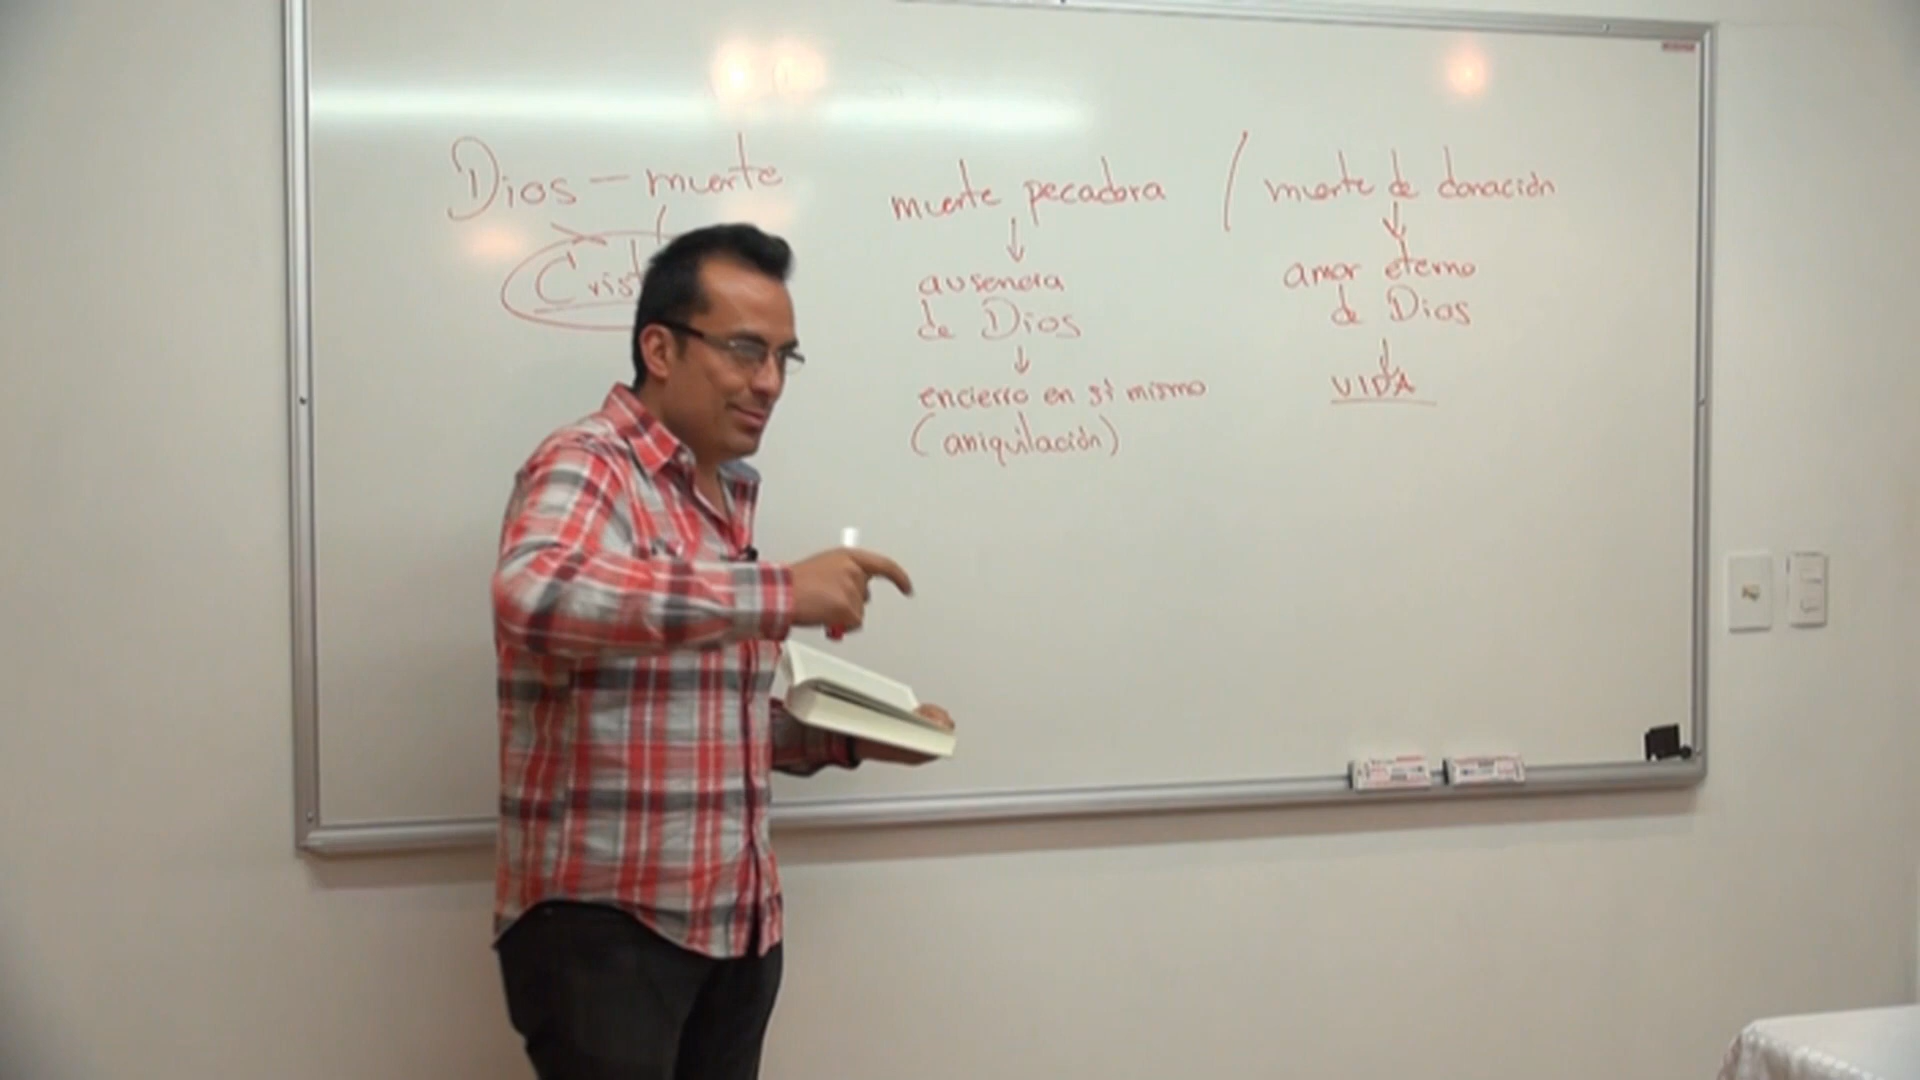 Dios — muerte
muerte pecadora / muerte de donación
ausencia
de Dios
encierro en sí mismo
(aniquilación)
amor eterno
de Dios
VIDA